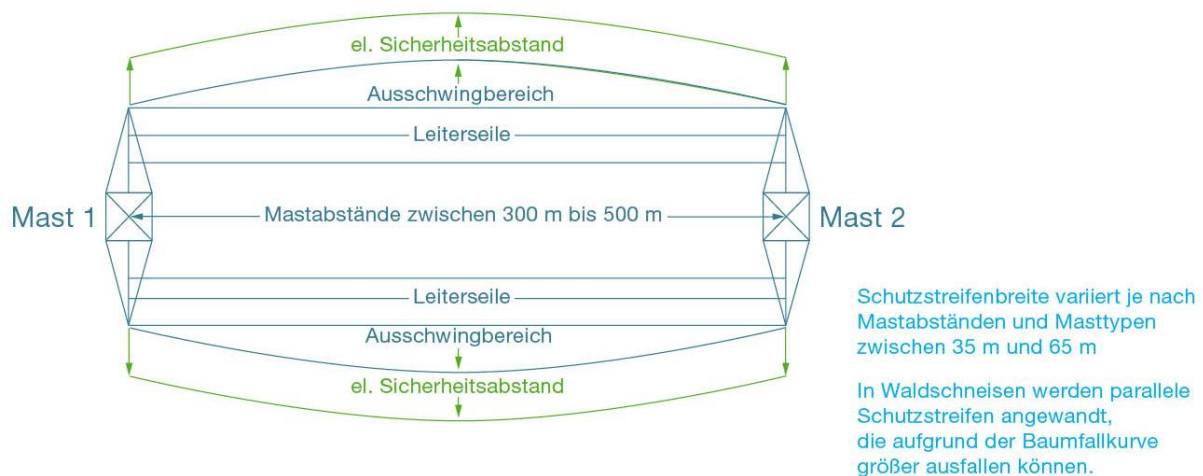 el. Sicherheitsabstand
Ausschwingbereich
Leiterseile
Mast 1
Mastabstände zwischen 300 m bis 500 m
Mast 2
Leiterseile
Ausschwingbereich
el. Sicherheitsabstand
Schutzstreifenbreite variiert je nach
Mastabständen und Masttypen
zwischen 35 m und 65 m
In Waldschneisen werden parallele
Schutzstreifen angewandt,
die aufgrund der Baumfallkurve
größer ausfallen können.